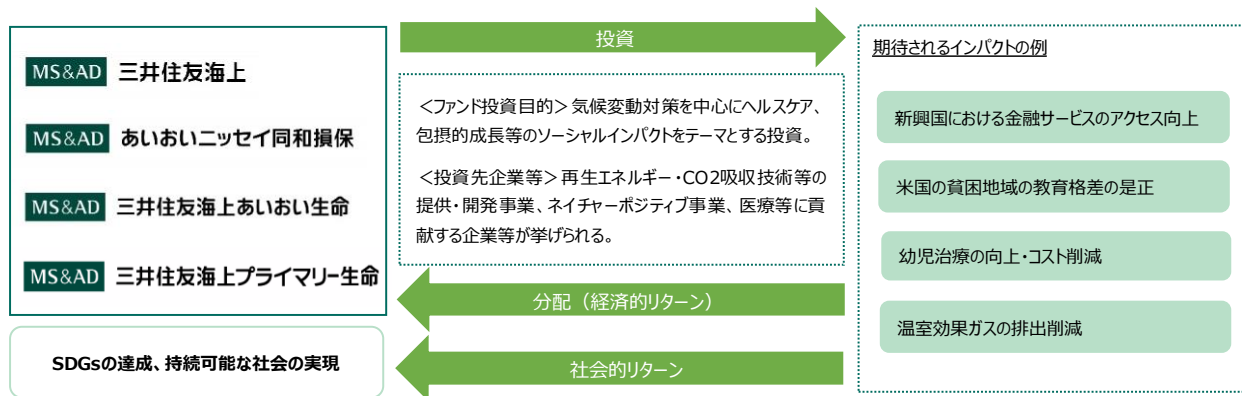 MS&AD 三井住友海上
MS&AD あいおいニッセイ同和損保
MS&AD 三井住友海上あいおい生命
MS&AD 三井住友海上プライマリー生命
SDGsの達成、持続可能な社会の実現
投資
＜ファンド投資目的＞気候変動対策を中心にヘルスケア、
包摂的成長等のソーシャルインパクトをテーマとする投資。
＜投資先企業等＞再生エネルギー・CO2吸収技術等の
提供・開発事業、ネイチャーポジティブ事業、医療等に貢
献する企業等が挙げられる。
分配（経済的リターン）
社会的リターン
期待されるインパクトの例
新興国における金融サービスのアクセス向上
米国の貧困地域の教育格差の是正
幼児治療の向上・コスト削減
温室効果ガスの排出削減